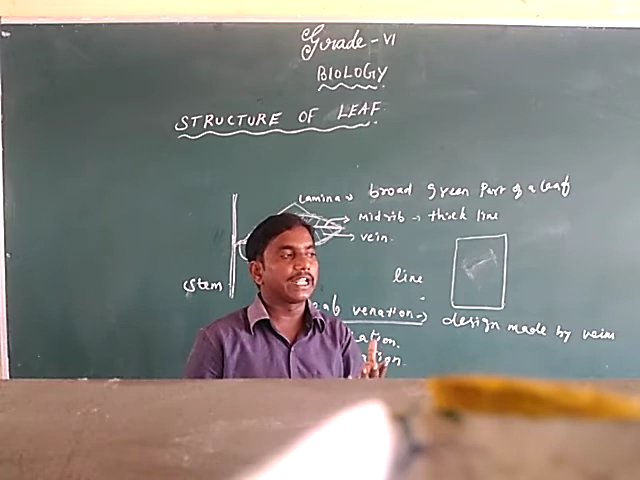 Grade - VI
BIOLOGY
STRUCTURE OF LEAF
Lamina → broad green part of a leaf
midrib → thick line
vein.
Stem
line
venation →
design made by veins